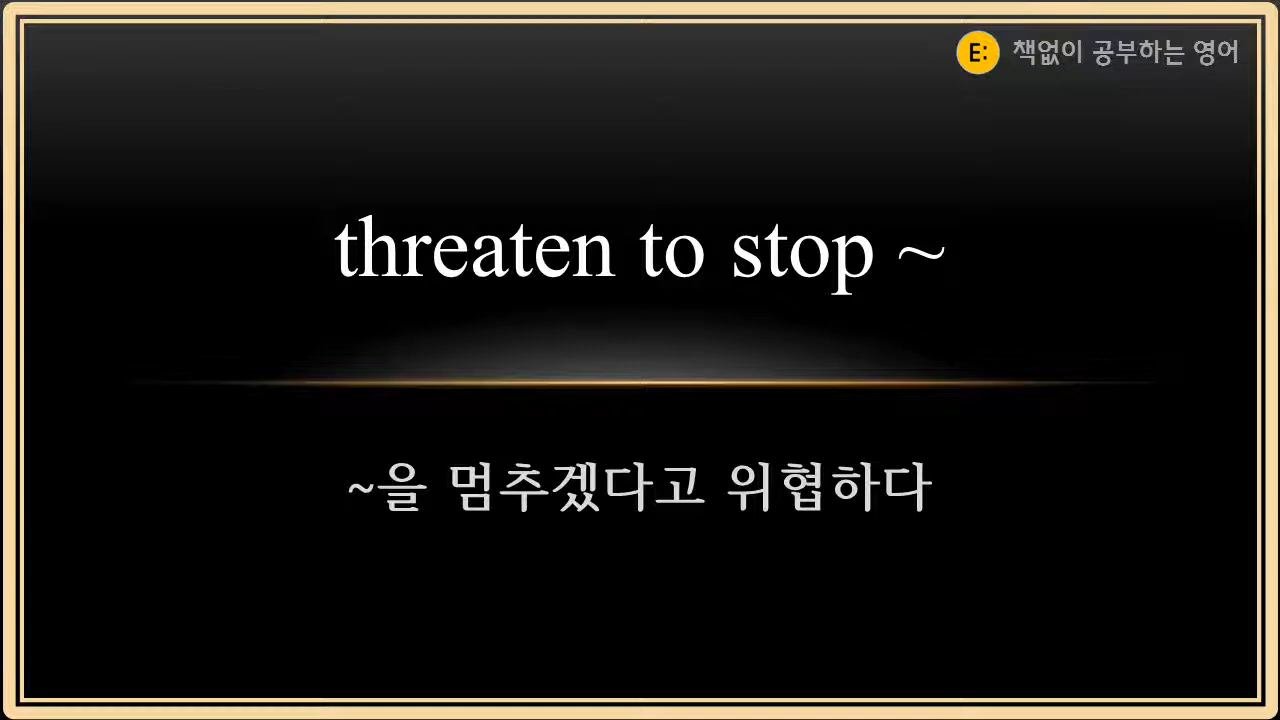 E: 책없이 공부하는 영어
threaten to stop ~
~을 멈추겠다고 위협하다